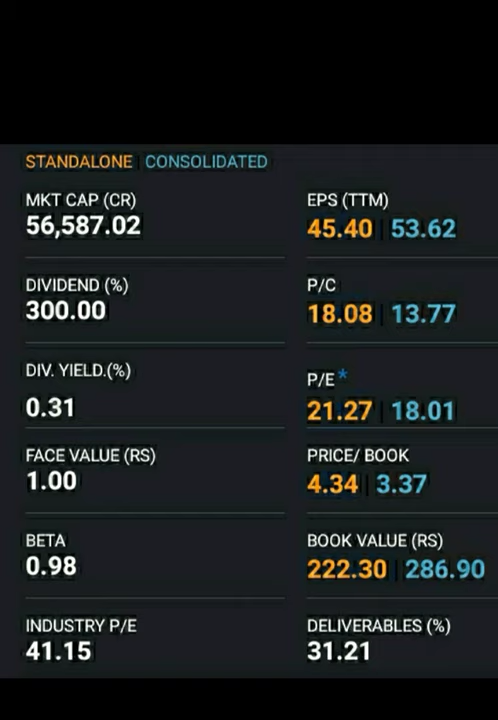 STANDALONE | CONSOLIDATED
MKT CAP (CR)
56,587.02
DIVIDEND (%)
300.00
DIV. YIELD.(%)
0.31
FACE VALUE (RS)
1.00
BETA
0.98
INDUSTRY P/E
41.15
EPS (TTM)
45.40 | 53.62
P/C
18.08 | 13.77
P/E *
21.27 | 18.01
PRICE/ BOOK
4.34 | 3.37
BOOK VALUE (RS)
222.30 | 286.90
DELIVERABLES (%)
31.21